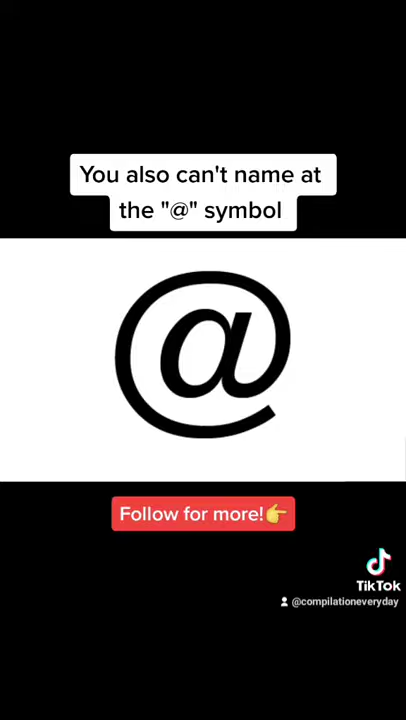 You also can't name at
the "@" symbol
@
Follow for more!👉
TikTok
@compilationeveryday